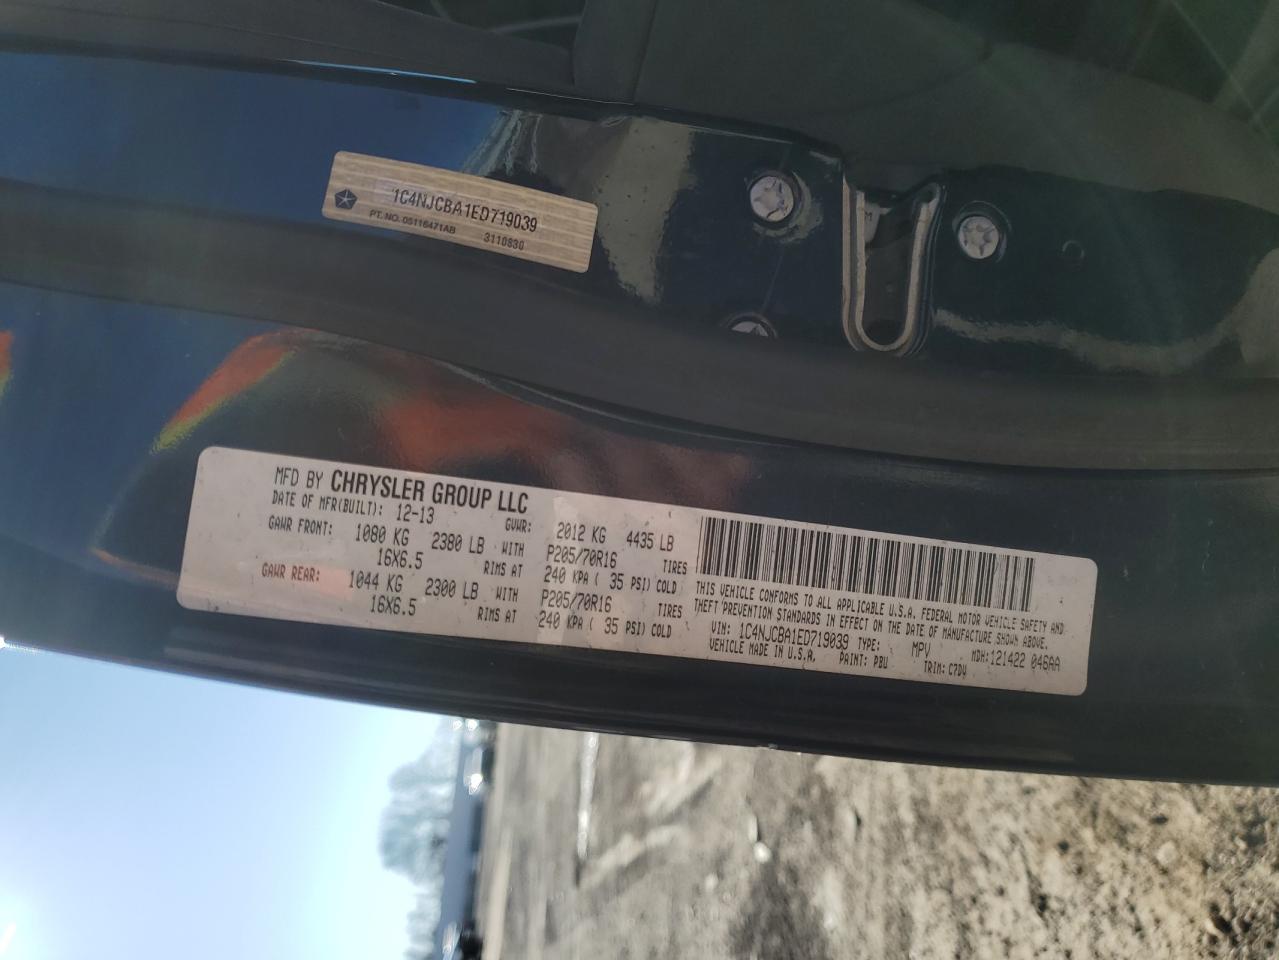 1C4NJCBA1ED719039
PT. NO. 05116471AB 3110830
MFD BY CHRYSLER GROUP LLC
DATE OF MFR(BUILT): 12-13 GVWR: 2012 KG 4435 LB
GAWR FRONT: 1080 KG 2380 LB WITH P205/70R16 TIRES
16X6.5 RIMS AT 240 KPA ( 35 PSI) COLD
GAWR REAR: 1044 KG 2300 LB WITH P205/70R16 TIRES
16X6.5 RIMS AT 240 KPA ( 35 PSI) COLD
THIS VEHICLE CONFORMS TO ALL APPLICABLE U.S.A. FEDERAL MOTOR VEHICLE SAFETY AND
THEFT PREVENTION STANDARDS IN EFFECT ON THE DATE OF MANUFACTURE SHOWN ABOVE.
VIN: 1C4NJCBA1ED719039 TYPE: MPV MDH: 121422 046AA
VEHICLE MADE IN U.S.A. PAINT: PBU TRIM: C7DV